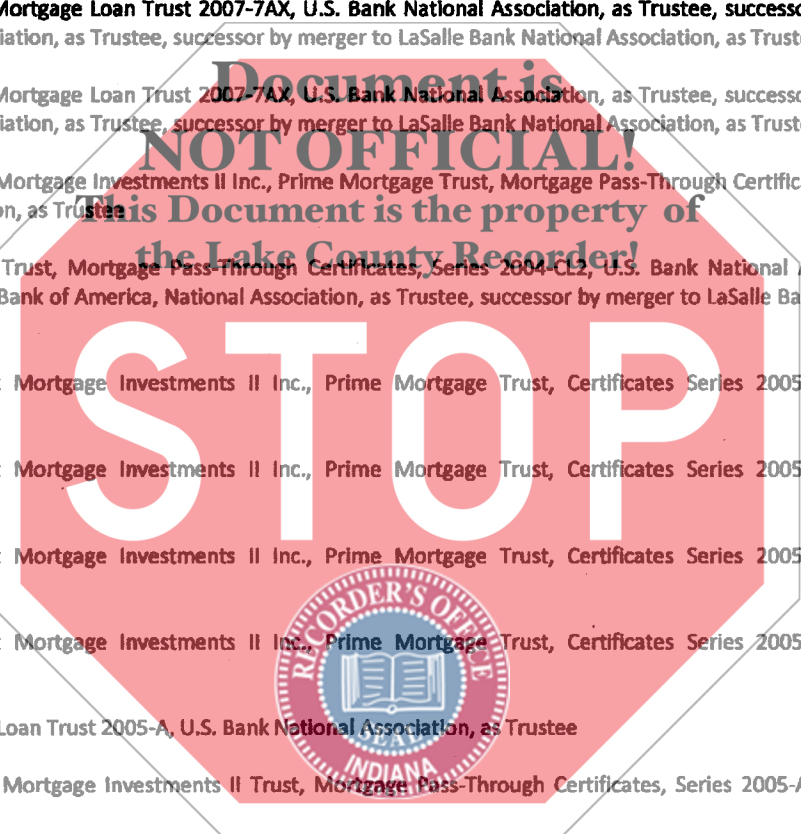 Mortgage Loan Trust 2007-7AX, U.S. Bank National Association, as Trustee, successo
iation, as Trustee, successor by merger to LaSalle Bank National Association, as Trust
Document is
Mortgage Loan Trust 2007-7AX, U.S. Bank National Association, as Trustee, successo
iation, as Trustee, successor by merger to LaSalle Bank National Association, as Trust
NOT OFFICIAL!
Mortgage Investments II Inc., Prime Mortgage Trust, Mortgage Pass-Through Certific
on, as Trustee
This Document is the property of
the Lake County Recorder!
Trust, Mortgage Pass-Through Certificates, Series 2004-CL2, U.S. Bank National
Bank of America, National Association, as Trustee, successor by merger to LaSalle Ba
STOP
Mortgage Investments II Inc., Prime Mortgage Trust, Certificates Series 2005
Mortgage Investments II Inc., Prime Mortgage Trust, Certificates Series 2005
Mortgage Investments II Inc., Prime Mortgage Trust, Certificates Series 2005
Mortgage Investments II Inc., Prime Mortgage Trust, Certificates Series 2005
RECORDER'S OFFICE
SEAL
INDIANA
Loan Trust 2005-A, U.S. Bank National Association, as Trustee
Mortgage Investments II Trust, Mortgage Pass-Through Certificates, Series 2005-A